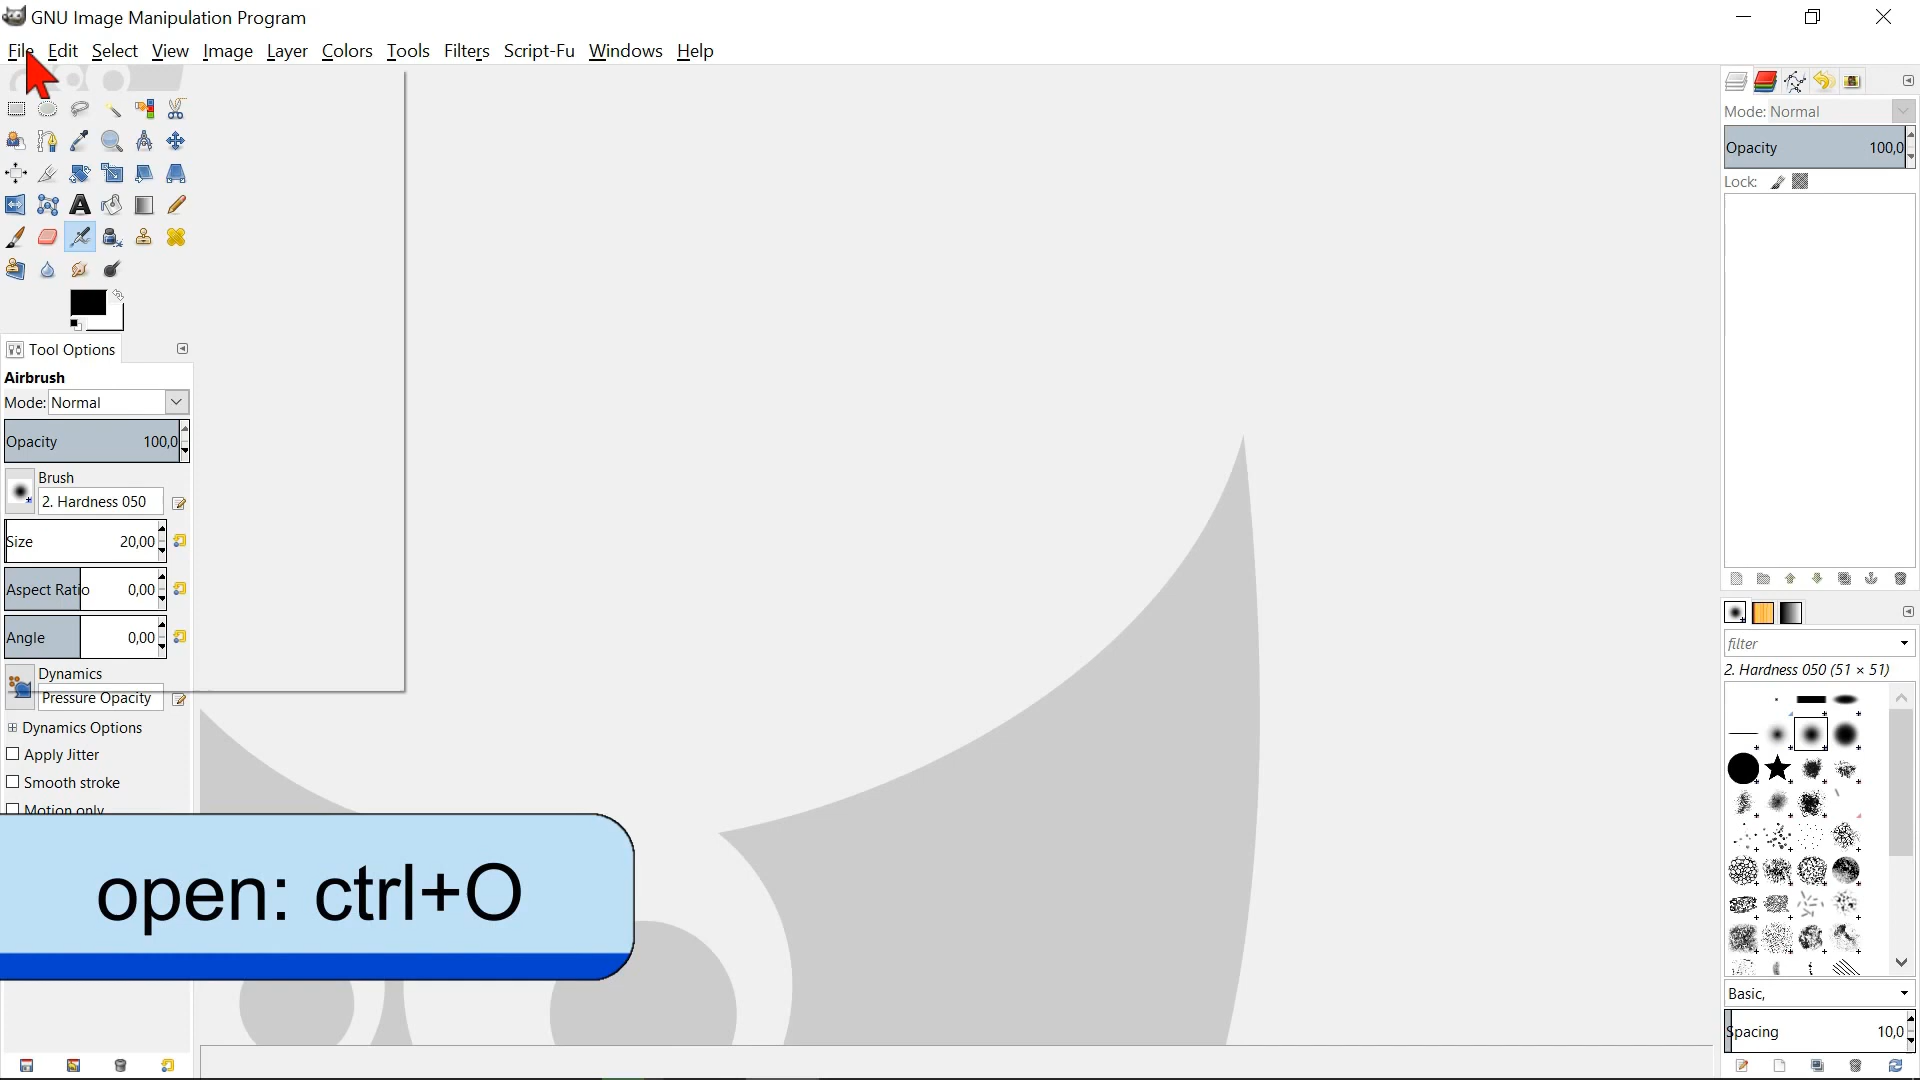 GNU Image Manipulation Program
File Edit Select View Image Layer Colors Tools Filters Script-Fu Windows Help
Tool Options
Airbrush
Mode: Normal
Opacity 100,0
Brush
2. Hardness 050
Size 20,00
Aspect Ratio 0,00
Angle 0,00
Dynamics
Pressure Opacity
Dynamics Options
Apply Jitter
Smooth stroke
Motion only
open: ctrl+O
Mode: Normal
Opacity 100,0
Lock:
filter
2. Hardness 050 (51 × 51)
Basic,
Spacing 10,0